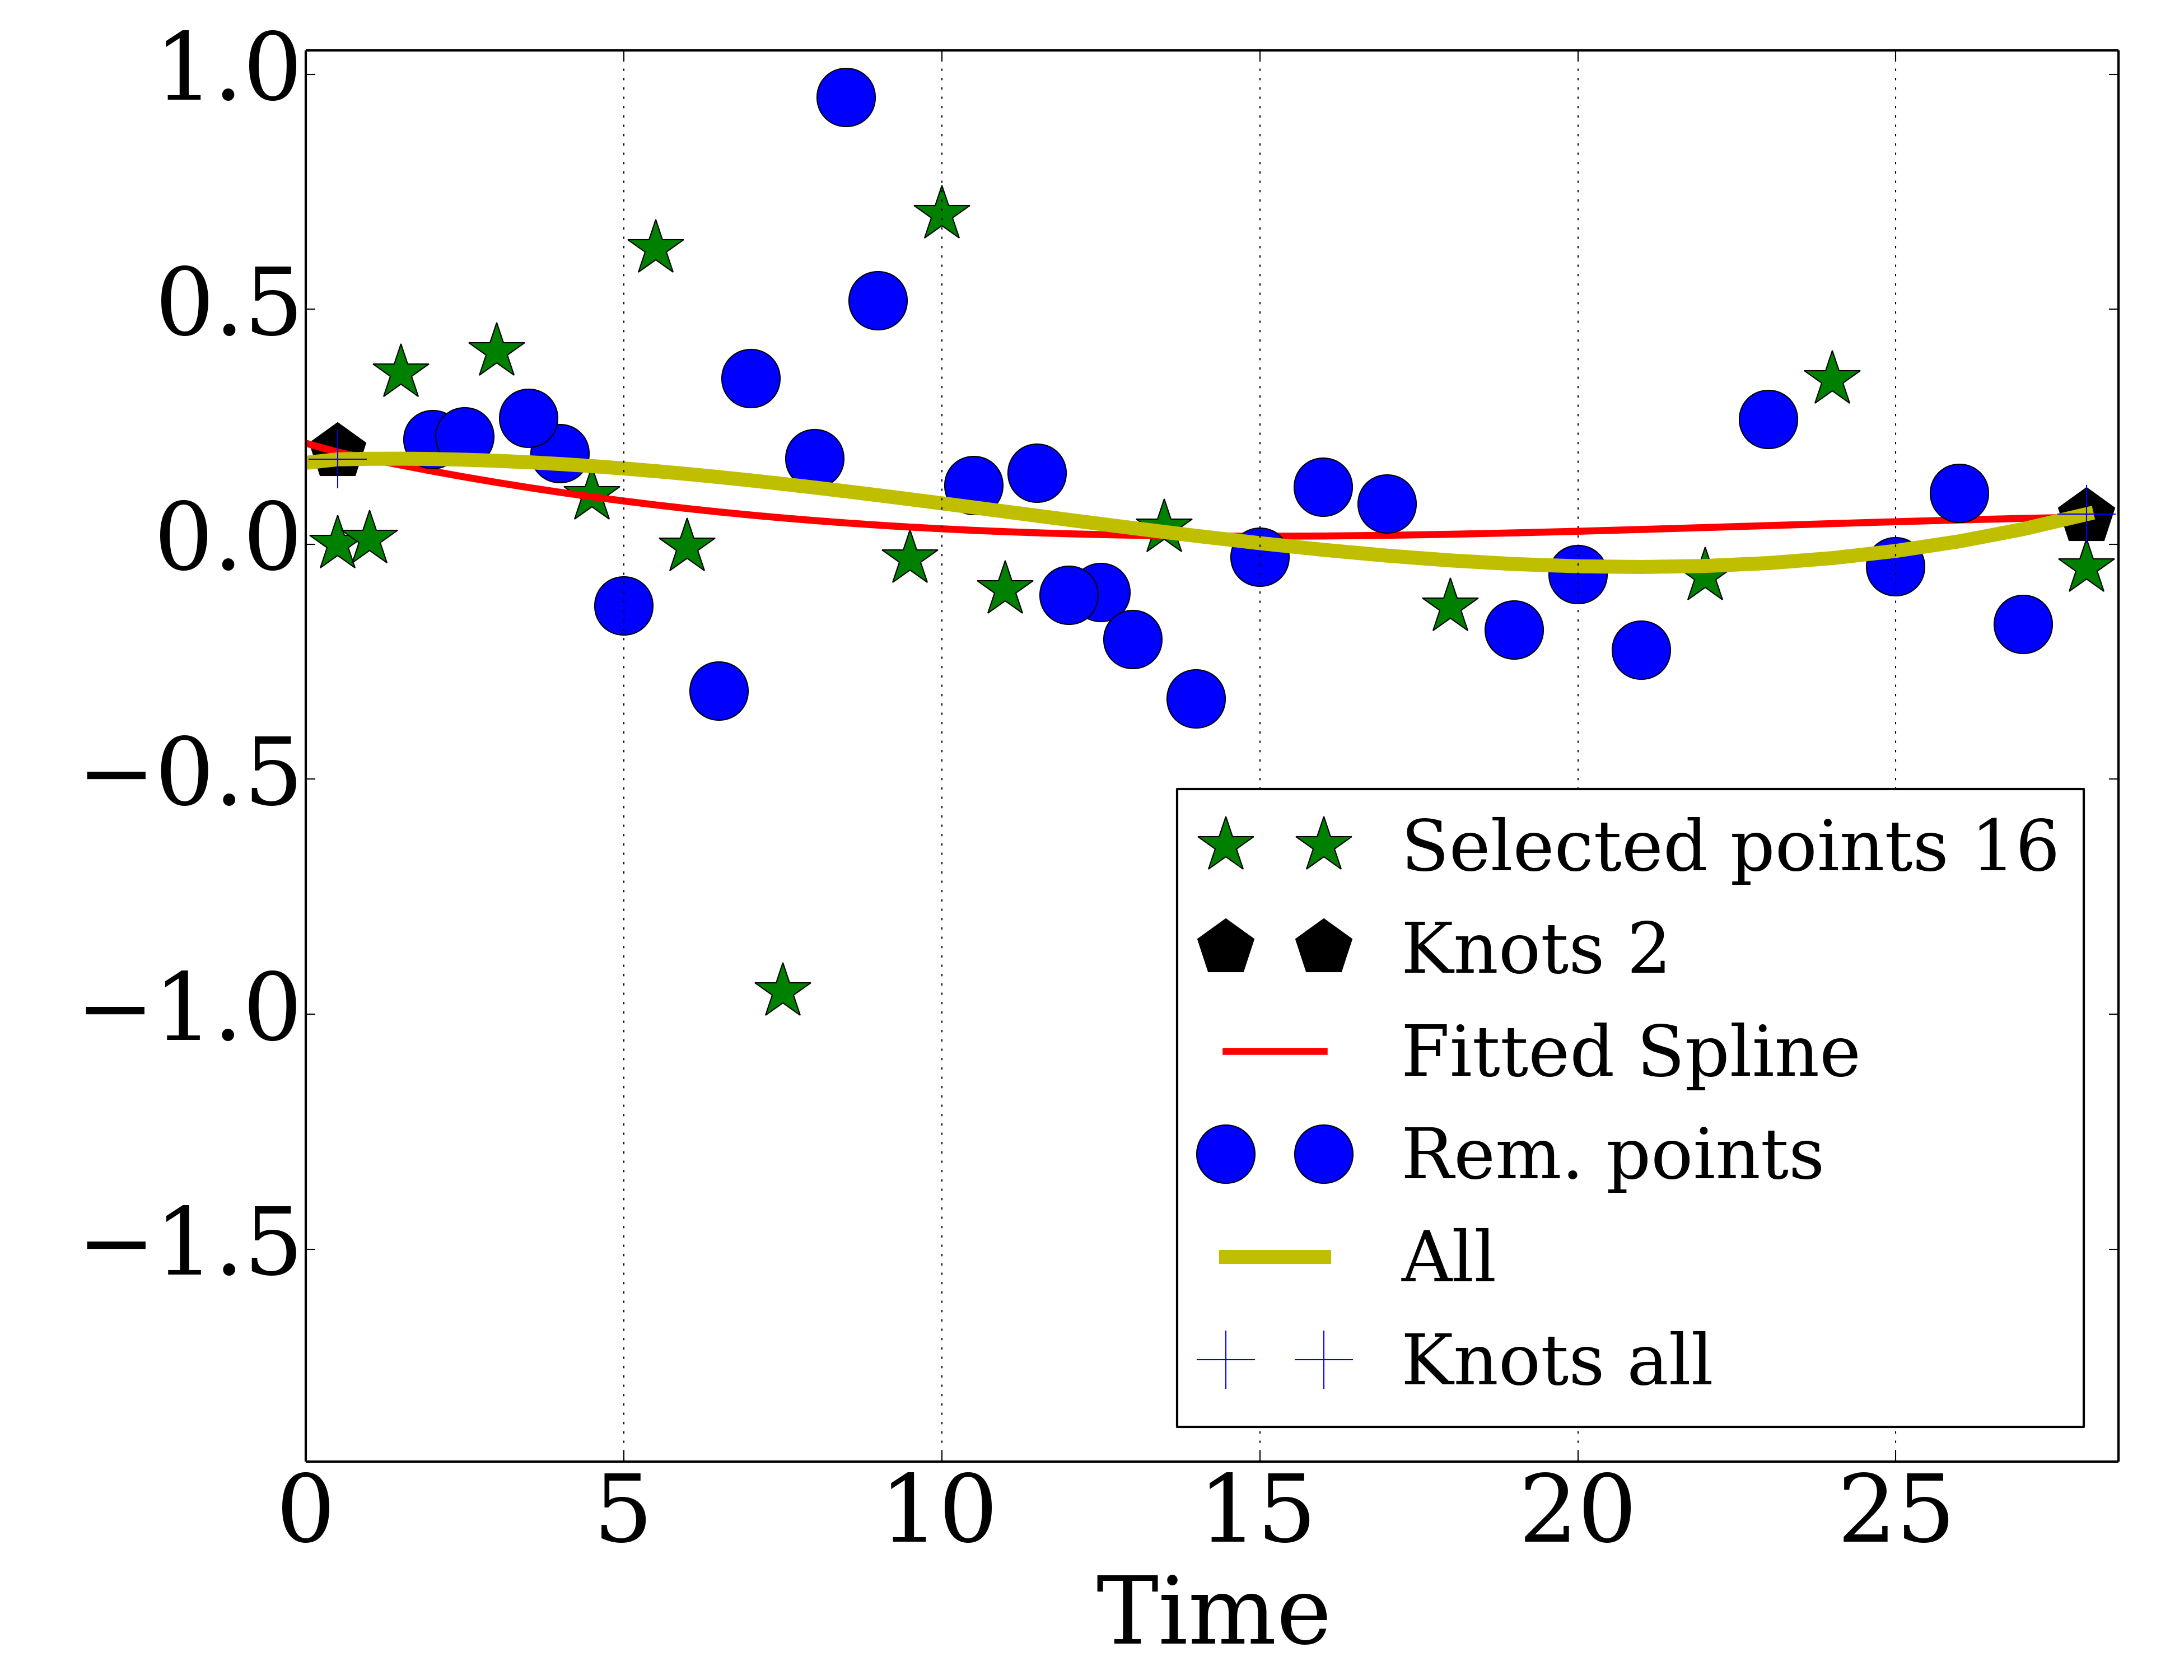 1.0
0.5
0.0
−0.5
−1.0
−1.5
Selected points 16
Knots 2
Fitted Spline
Rem. points
All
Knots all
0 5 10 15 20 25
Time